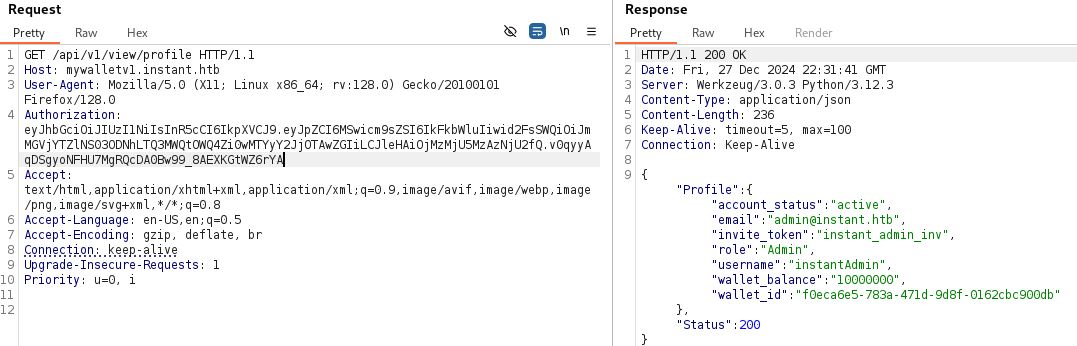 Request
Pretty Raw Hex \n
1 GET /api/v1/view/profile HTTP/1.1
2 Host: mywalletv1.instant.htb
3 User-Agent: Mozilla/5.0 (X11; Linux x86_64; rv:128.0) Gecko/20100101
Firefox/128.0
4 Authorization:
eyJhbGciOiJIUzI1NiIsInR5cCI6IkpXVCJ9.eyJpZCI6MSwicm9sZSI6IkFkbWluIiwid2FsSWQiOiJm
MGVjYTZlNS03ODNhLTQ3MWQtOWQ4Zi0wMTYyY2JjOTAwZGIiLCJleHAiOjMzMjU5MzAzNjU2fQ.v0qyyA
qDSgyoNFHU7MgRQcDA0Bw99_8AEXKGtWZ6rYA
5 Accept:
text/html,application/xhtml+xml,application/xml;q=0.9,image/avif,image/webp,image
/png,image/svg+xml,*/*;q=0.8
6 Accept-Language: en-US,en;q=0.5
7 Accept-Encoding: gzip, deflate, br
8 Connection: keep-alive
9 Upgrade-Insecure-Requests: 1
10 Priority: u=0, i
11
12
Response
Pretty Raw Hex Render
1 HTTP/1.1 200 OK
2 Date: Fri, 27 Dec 2024 22:31:41 GMT
3 Server: Werkzeug/3.0.3 Python/3.12.3
4 Content-Type: application/json
5 Content-Length: 236
6 Keep-Alive: timeout=5, max=100
7 Connection: Keep-Alive
8
9 {
"Profile":{
"account_status":"active",
"email":"admin@instant.htb",
"invite_token":"instant_admin_inv",
"role":"Admin",
"username":"instantAdmin",
"wallet_balance":"10000000",
"wallet_id":"f0eca6e5-783a-471d-9d8f-0162cbc900db"
},
"Status":200
}